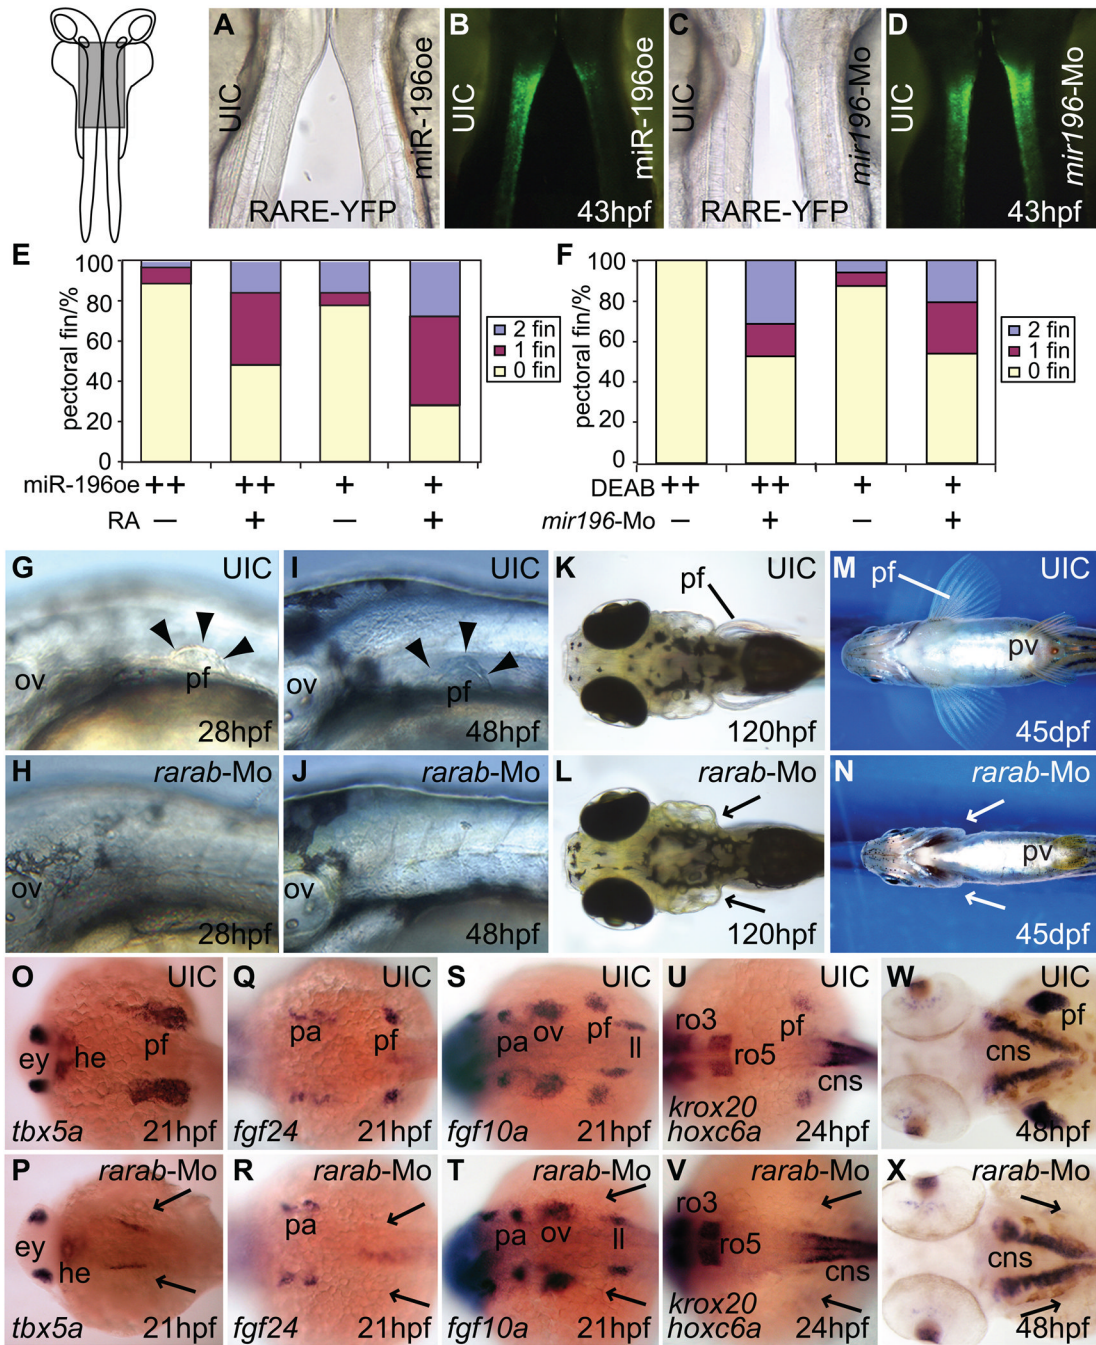 A
UIC
miR-196oe
RARE-YFP
B
UIC
miR-196oe
43hpf
C
UIC
mir196-Mo
RARE-YFP
D
UIC
mir196-Mo
43hpf
E
pectoral fin/%
100
80
60
40
20
0
2 fin
1 fin
0 fin
miR-196oe ++ ++ + +
RA — + — +
F
pectoral fin/%
100
80
60
40
20
0
2 fin
1 fin
0 fin
DEAB ++ ++ + +
mir196-Mo — + — +
G UIC
ov
pf
28hpf
I UIC
ov
pf
48hpf
K UIC
pf
120hpf
M UIC
pf
pv
45dpf
H rarab-Mo
ov
28hpf
J rarab-Mo
ov
48hpf
L rarab-Mo
120hpf
N rarab-Mo
pv
45dpf
O UIC
ey he pf
tbx5a 21hpf
Q UIC
pa pf
fgf24 21hpf
S UIC
pa ov pf ll
fgf10a 21hpf
U UIC
ro3 pf
ro5
cns
krox20
hoxc6a 24hpf
W UIC
pf
cns
48hpf
P rarab-Mo
ey he
tbx5a 21hpf
R rarab-Mo
pa
fgf24 21hpf
T rarab-Mo
pa ov ll
fgf10a 21hpf
V rarab-Mo
ro3
ro5
cns
krox20
hoxc6a 24hpf
X rarab-Mo
cns
48hpf